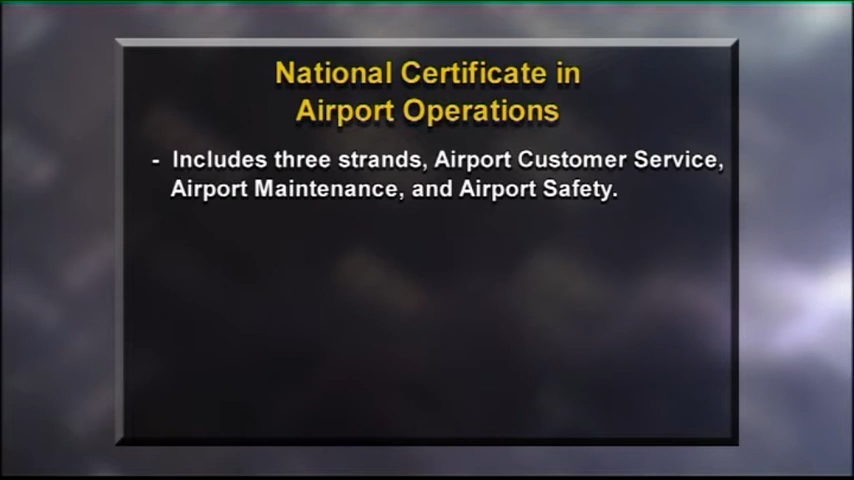 National Certificate in
Airport Operations
- Includes three strands, Airport Customer Service,
Airport Maintenance, and Airport Safety.